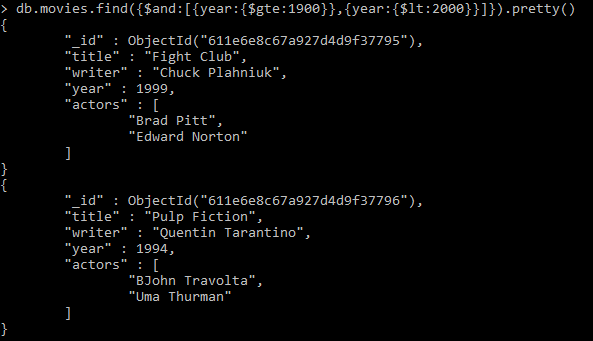 > db.movies.find({$and:[{year:{$gte:1900}},{year:{$lt:2000}}]}).pretty()
{
"_id" : ObjectId("611e6e8c67a927d4d9f37795"),
"title" : "Fight Club",
"writer" : "Chuck Plahniuk",
"year" : 1999,
"actors" : [
"Brad Pitt",
"Edward Norton"
]
}
{
"_id" : ObjectId("611e6e8c67a927d4d9f37796"),
"title" : "Pulp Fiction",
"writer" : "Quentin Tarantino",
"year" : 1994,
"actors" : [
"BJohn Travolta",
"Uma Thurman"
]
}